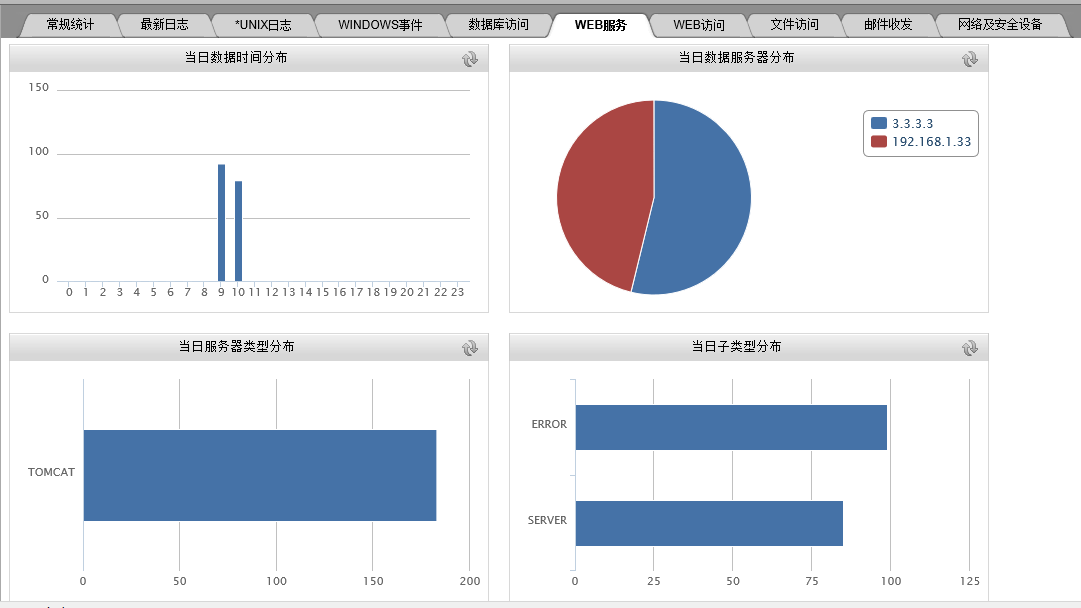 常规统计 最新日志 *UNIX日志 WINDOWS事件 数据库访问 WEB服务 WEB访问 文件访问 邮件收发 网络及安全设备
当日数据时间分布
150
100
50
0
0 1 2 3 4 5 6 7 8 9 10 11 12 13 14 15 16 17 18 19 20 21 22 23
当日数据服务器分布
3.3.3.3
192.168.1.33
当日服务器类型分布
TOMCAT
0 50 100 150 200
当日子类型分布
ERROR
SERVER
0 25 50 75 100 125